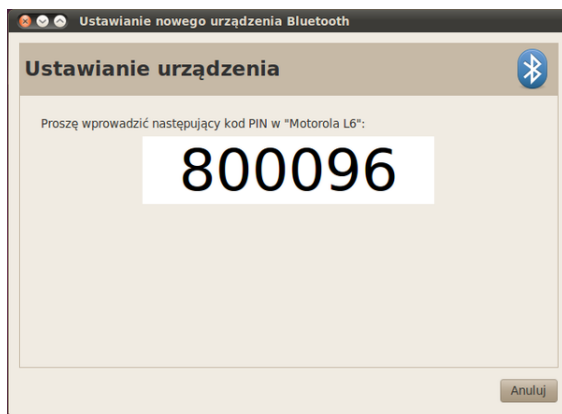 Ustawianie nowego urządzenia Bluetooth
Ustawianie urządzenia
Proszę wprowadzić następujący kod PIN w "Motorola L6":
800096
Anuluj